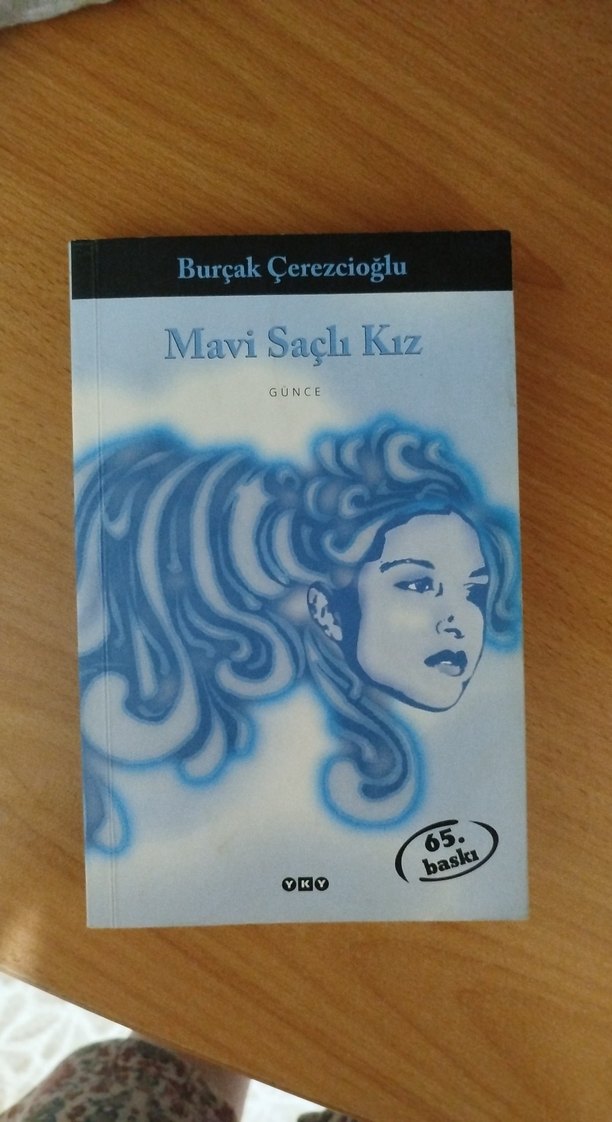 Burçak Çerezcioğlu
Mavi Saçlı Kız
GÜNCE
65.
baskı
YKY